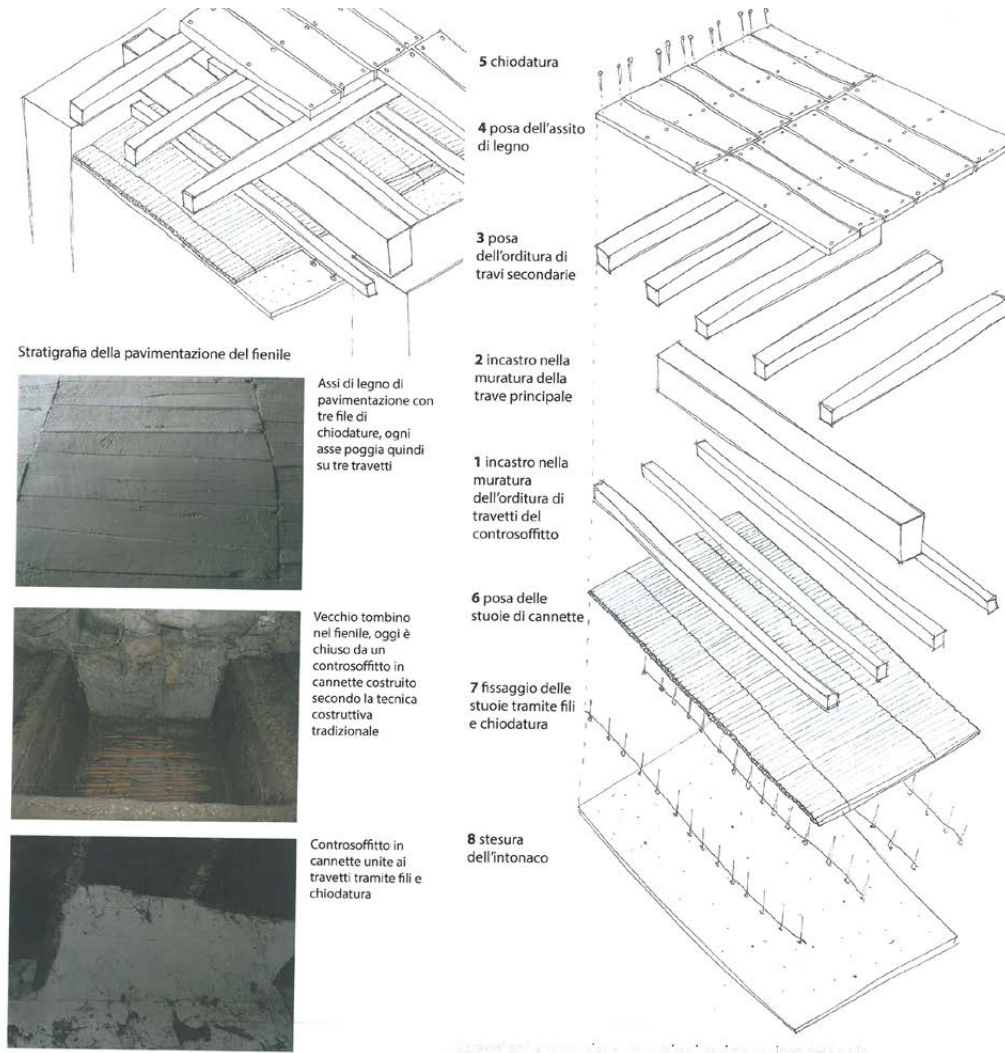 5 chiodatura
4 posa dell'assito
di legno
3 posa
dell'orditura di
travi secondarie
Stratigrafia della pavimentazione del fienile
2 incastro nella
muratura della
trave principale
Assi di legno di
pavimentazione con
tre file di
chiodature, ogni
asse poggia quindi
su tre travetti
1 incastro nella
muratura
dell'orditura di
travetti del
controsoffitto
6 posa delle
stuoie di cannette
Vecchio tombino
nel fienile, oggi è
chiuso da un
controsoffitto in
cannette costruito
secondo la tecnica
costruttiva
tradizionale
7 fissaggio delle
stuoie tramite fili
e chiodatura
Controsoffitto in
cannette unite ai
travetti tramite fili e
chiodatura
8 stesura
dell'intonaco